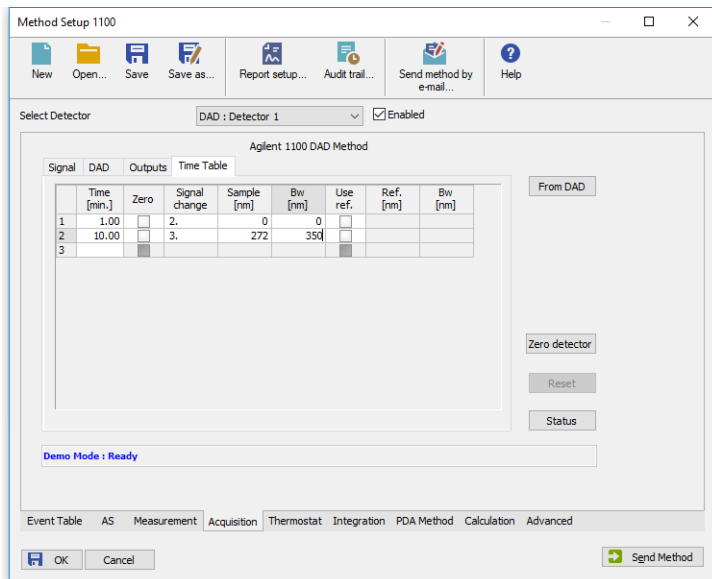 Method Setup 1100
New Open... Save Save as... Report setup... Audit trail... Send method by e-mail... Help
Select Detector DAD : Detector 1 Enabled
Agilent 1100 DAD Method
Signal DAD Outputs Time Table
From DAD
Time [min.] Zero Signal change Sample [nm] Bw [nm] Use ref. Ref. [nm] Bw [nm]
1 1.00 2. 0 0
2 10.00 3. 272 350
3
Zero detector
Reset
Status
Demo Mode : Ready
Event Table AS Measurement Acquisition Thermostat Integration PDA Method Calculation Advanced
OK Cancel Send Method